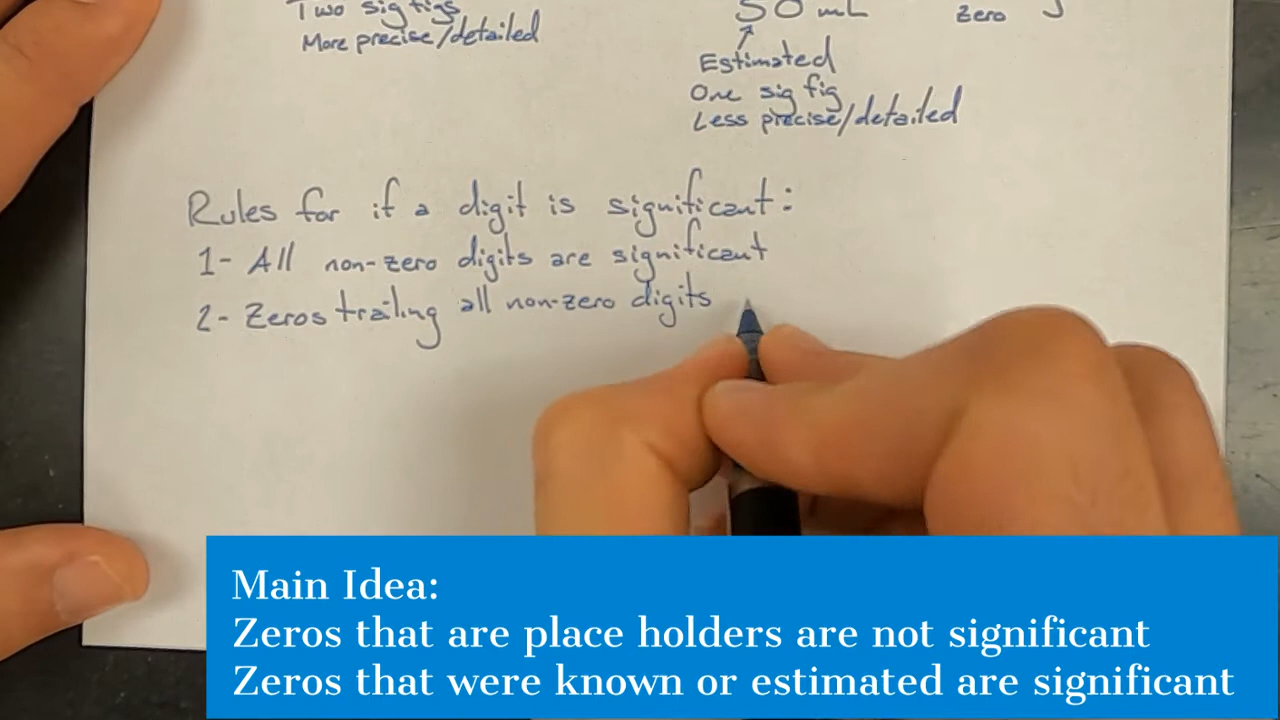 Two sig figs
More precise/detailed
50 mL
zero
Estimated
One sig fig
Less precise/detailed
Rules for if a digit is significant:
1- All non-zero digits are significant
2- Zeros trailing all non-zero digits
Main Idea:
Zeros that are place holders are not significant
Zeros that were known or estimated are significant